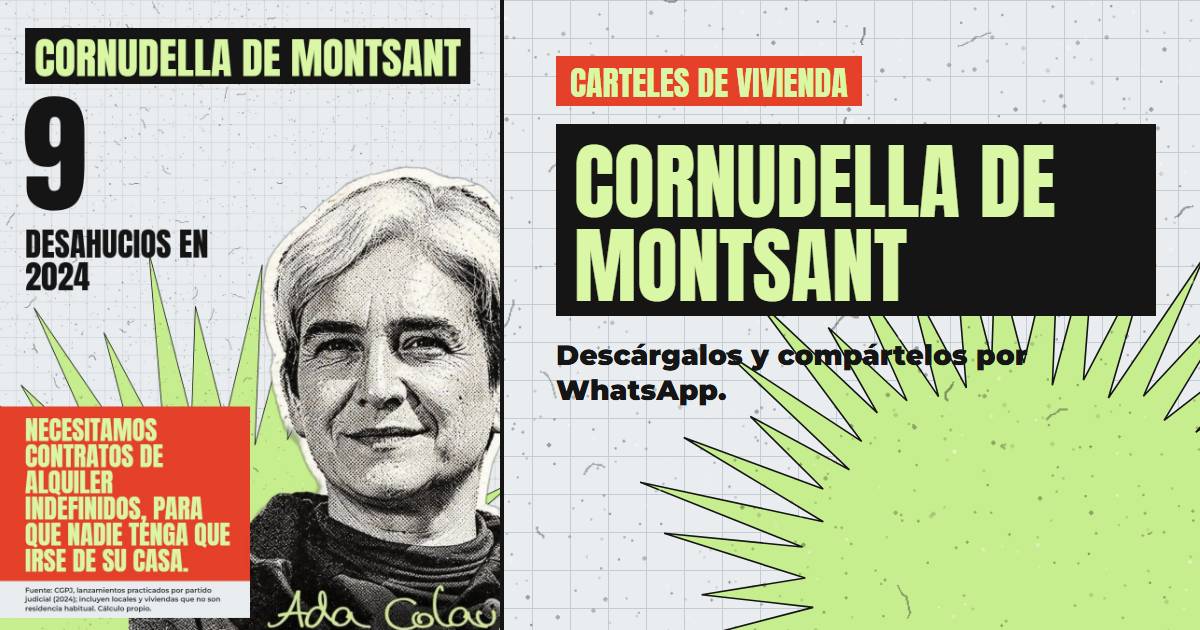 CORNUDELLA DE MONTSANT
9
DESAHUCIOS EN
2024
NECESITAMOS
CONTRATOS DE
ALQUILER
INDEFINIDOS, PARA
QUE NADIE TENGA QUE
IRSE DE SU CASA.
Fuente: CGPJ, lanzamientos practicados por partido
judicial (2024); incluyen locales y viviendas que no son
residencia habitual. Cálculo propio.
Ada Colau
CARTELES DE VIVIENDA
CORNUDELLA DE
MONTSANT
Descárgalos y compártelos por
WhatsApp.